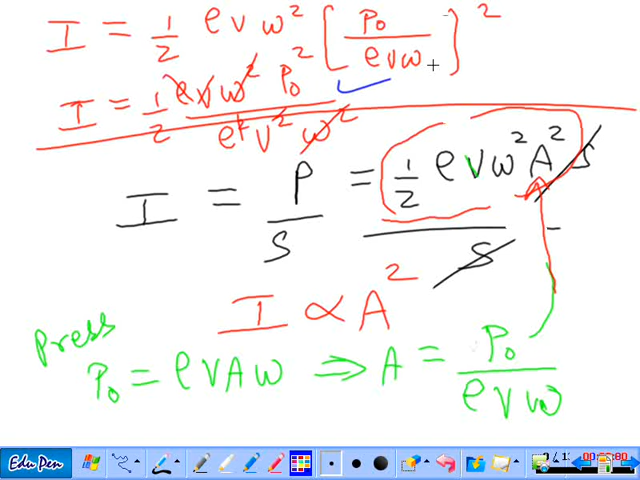 I = 1/2 ρvω² [P₀/ρvω]²
I = 1/2 ρvω² P₀²/ρ²v²ω²
I = P/S = 1/2 ρvω²A²S/S
I ∝ A²
Press
P₀ = ρvAω ⇒ A = P₀/ρvω
Edu Pen